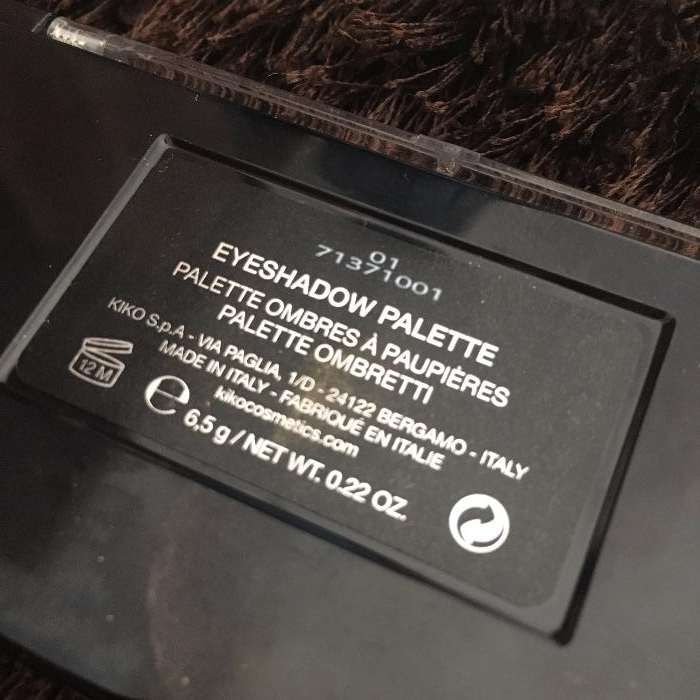 01
71371001
EYESHADOW PALETTE
PALETTE OMBRES À PAUPIÈRES
PALETTE OMBRETTI
KIKO S.p.A - VIA PAGLIA, 1/D - 24122 BERGAMO - ITALY
MADE IN ITALY - FABRIQUÉ EN ITALIE
kikocosmetics.com
12 M
e 6.5 g / NET WT. 0.22 OZ.